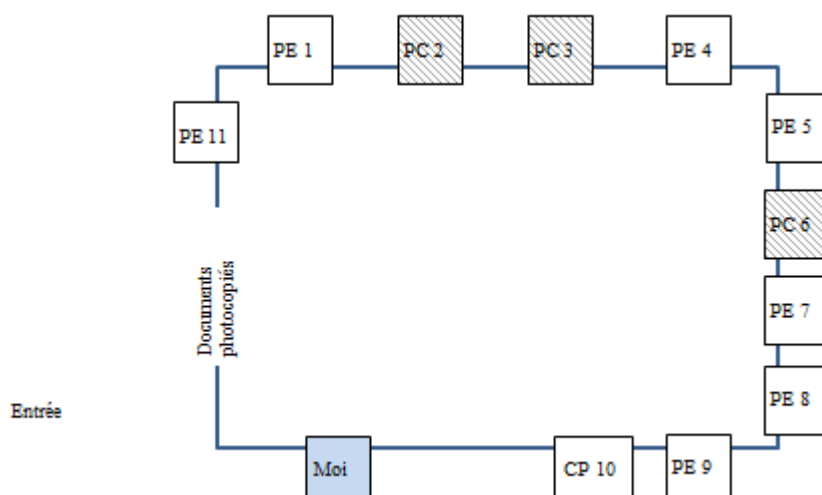 PE 1
PC 2
PC 3
PE 4
PE 11
PE 5
PC 6
Documents
photocopiés
PE 7
PE 8
Entrée
Moi
CP 10
PE 9